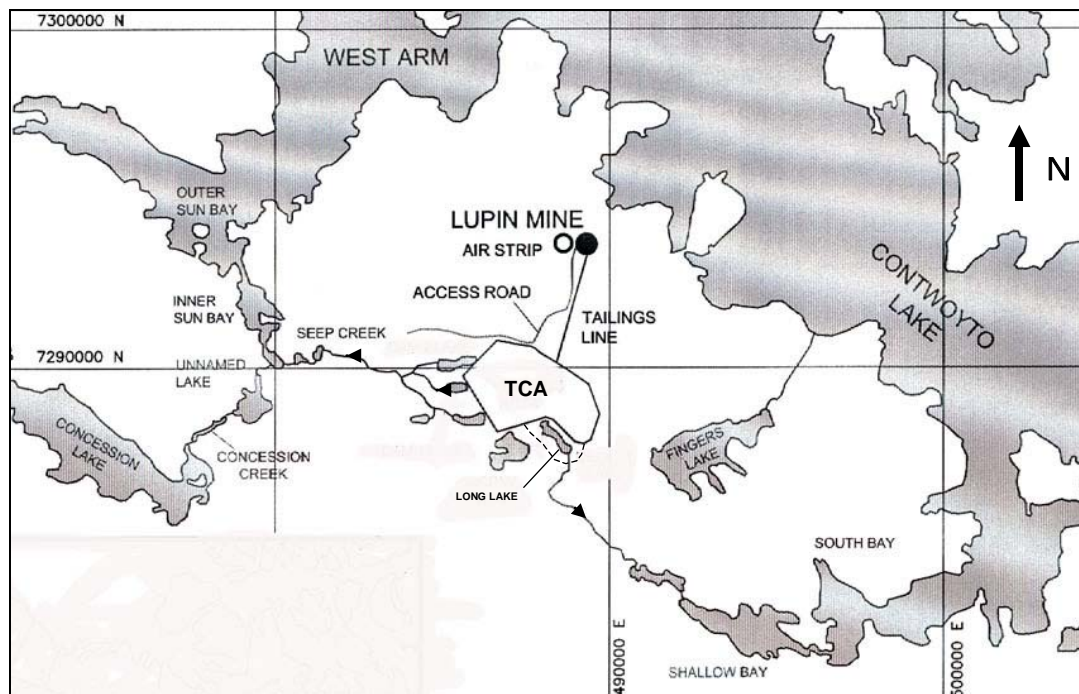 7300000 N
WEST ARM
N
OUTER
SUN BAY
LUPIN MINE
AIR STRIP
CONTWOYTO
LAKE
ACCESS ROAD
INNER
SUN BAY
TAILINGS
LINE
SEEP CREEK
7290000 N
UNNAMED
LAKE
TCA
CONCESSION
LAKE
CONCESSION
CREEK
FINGERS
LAKE
LONG LAKE
SOUTH BAY
SHALLOW BAY
490000 E
500000 E